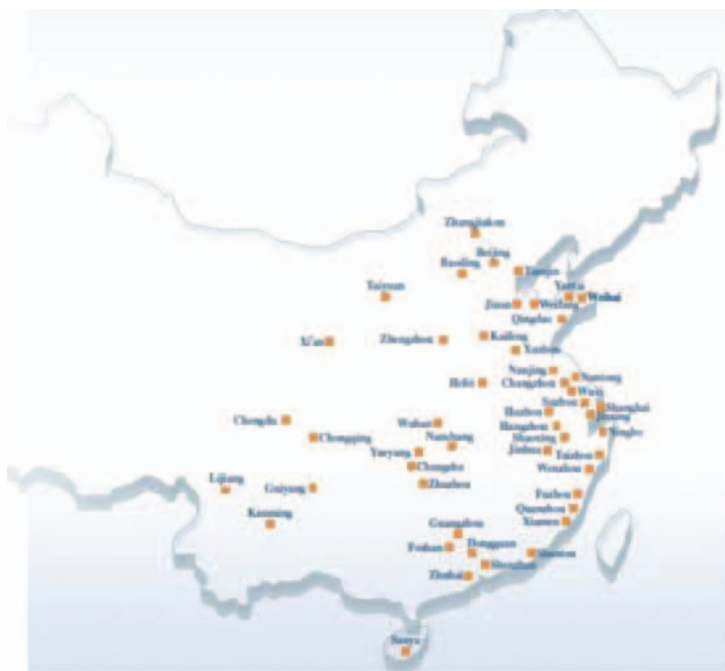 Zhangjiakou
Beijing
Baoding
Tianjin
Taiyuan
Yantai
Weihai
Jinan
Weifang
Qingdao
Xi'an
Zhengzhou
Kaifeng
Xuzhou
Nanjing
Nantong
Hefei
Changzhou
Wuxi
Suzhou
Shanghai
Huzhou
Jiaxing
Chengdu
Wuhan
Hangzhou
Ningbo
Chongqing
Shaoxing
Nanchang
Yueyang
Jinhua
Taizhou
Changsha
Wenzhou
Lijiang
Guiyang
Zhuzhou
Fuzhou
Quanzhou
Kunming
Xiamen
Guangzhou
Foshan
Dongguan
Shantou
Shenzhen
Zhuhai
Sanya